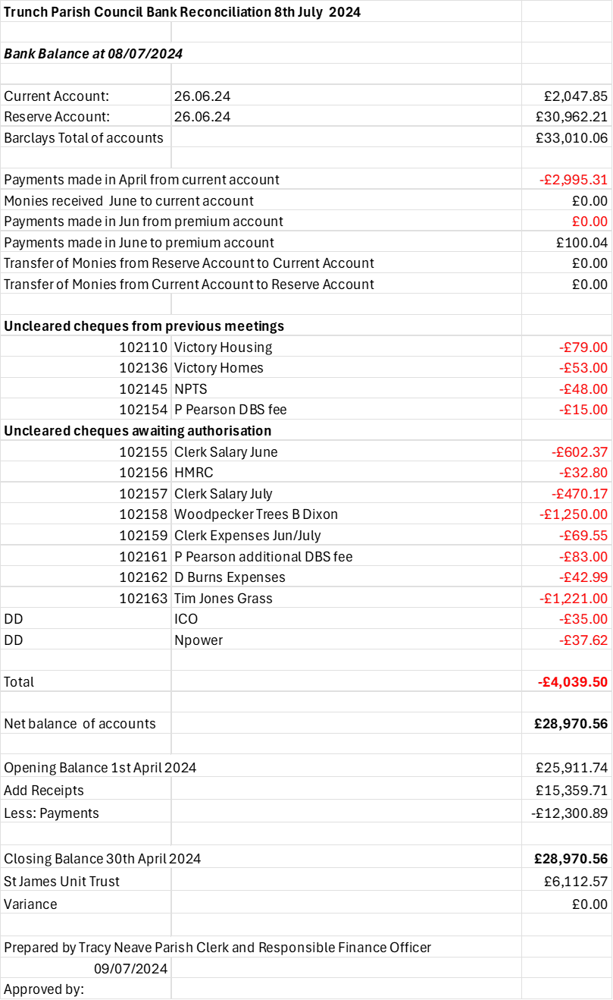 Trunch Parish Council Bank Reconciliation 8th July 2024
Bank Balance at 08/07/2024
Current Account: 26.06.24 £2,047.85
Reserve Account: 26.06.24 £30,962.21
Barclays Total of accounts £33,010.06
Payments made in April from current account -£2,995.31
Monies received June to current account £0.00
Payments made in Jun from premium account £0.00
Payments made in June to premium account £100.04
Transfer of Monies from Reserve Account to Current Account £0.00
Transfer of Monies from Current Account to Reserve Account £0.00
Uncleared cheques from previous meetings
102110 Victory Housing -£79.00
102136 Victory Homes -£53.00
102145 NPTS -£48.00
102154 P Pearson DBS fee -£15.00
Uncleared cheques awaiting authorisation
102155 Clerk Salary June -£602.37
102156 HMRC -£32.80
102157 Clerk Salary July -£470.17
102158 Woodpecker Trees B Dixon -£1,250.00
102159 Clerk Expenses Jun/July -£69.55
102161 P Pearson additional DBS fee -£83.00
102162 D Burns Expenses -£42.99
102163 Tim Jones Grass -£1,221.00
DD ICO -£35.00
DD Npower -£37.62
Total -£4,039.50
Net balance of accounts £28,970.56
Opening Balance 1st April 2024 £25,911.74
Add Receipts £15,359.71
Less: Payments -£12,300.89
Closing Balance 30th April 2024 £28,970.56
St James Unit Trust £6,112.57
Variance £0.00
Prepared by Tracy Neave Parish Clerk and Responsible Finance Officer
09/07/2024
Approved by: